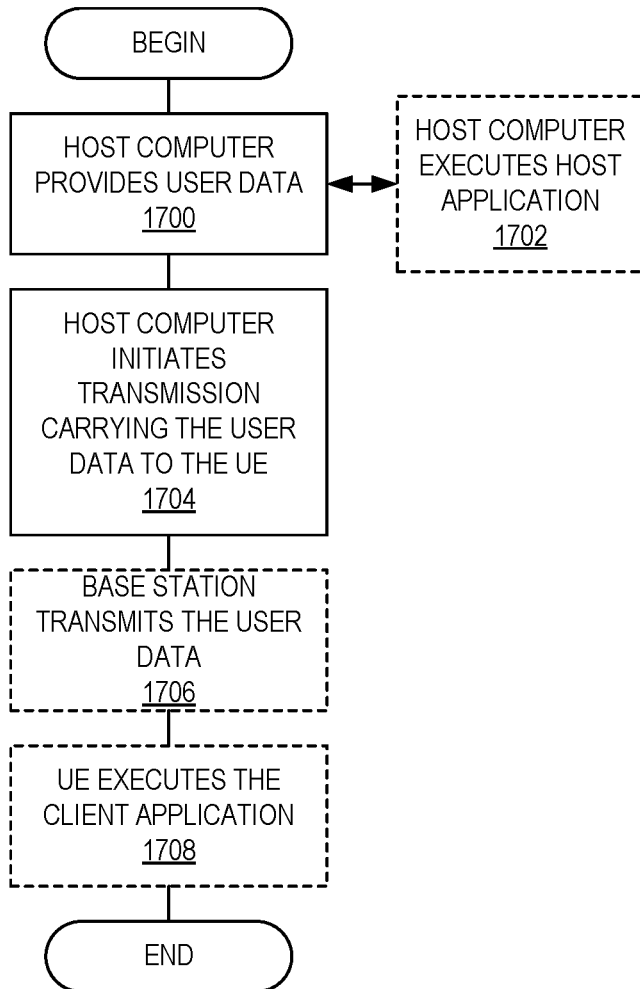 BEGIN
HOST COMPUTER
PROVIDES USER DATA
1700
HOST COMPUTER
EXECUTES HOST
APPLICATION
1702
HOST COMPUTER
INITIATES
TRANSMISSION
CARRYING THE USER
DATA TO THE UE
1704
BASE STATION
TRANSMITS THE USER
DATA
1706
UE EXECUTES THE
CLIENT APPLICATION
1708
END